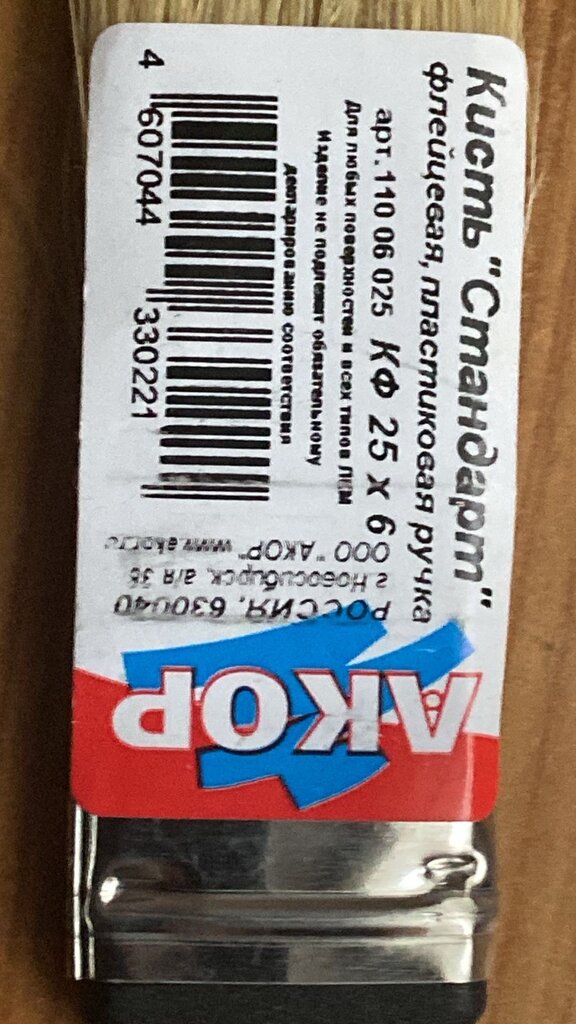 Кисть "Стандарт"
флейцевая, пластиковая ручка
арт. 110 06 025 КФ 25 х 6
Для любых поверхностей и всех типов ЛКМ
Изделие не подлежит обязательному
декларированию соответствия
4 607044 330221
АКОР
РОССИЯ, 630040
г.Новосибирск, а/я 36
ООО "АКОР" www.akor.ru